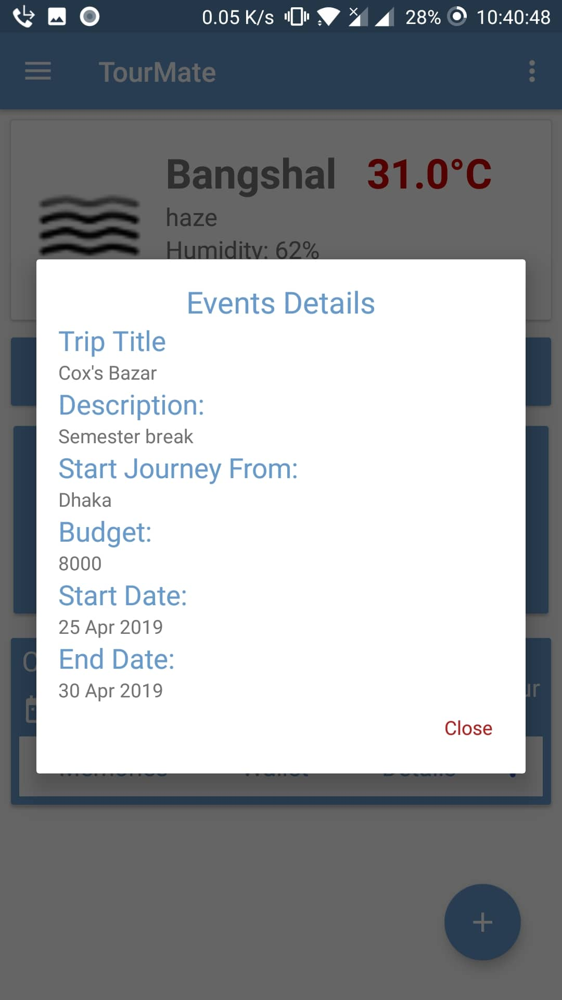 0.05 K/s 28% 10:40:48
TourMate
Bangshal 31.0°C
haze
Humidity: 62%
Events Details
Trip Title
Cox's Bazar
Description:
Semester break
Start Journey From:
Dhaka
Budget:
8000
Start Date:
25 Apr 2019
End Date:
30 Apr 2019
Close